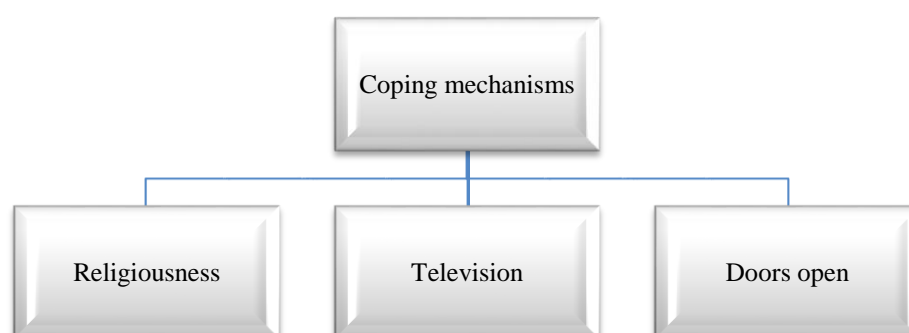 Coping mechanisms
Religiousness
Television
Doors open